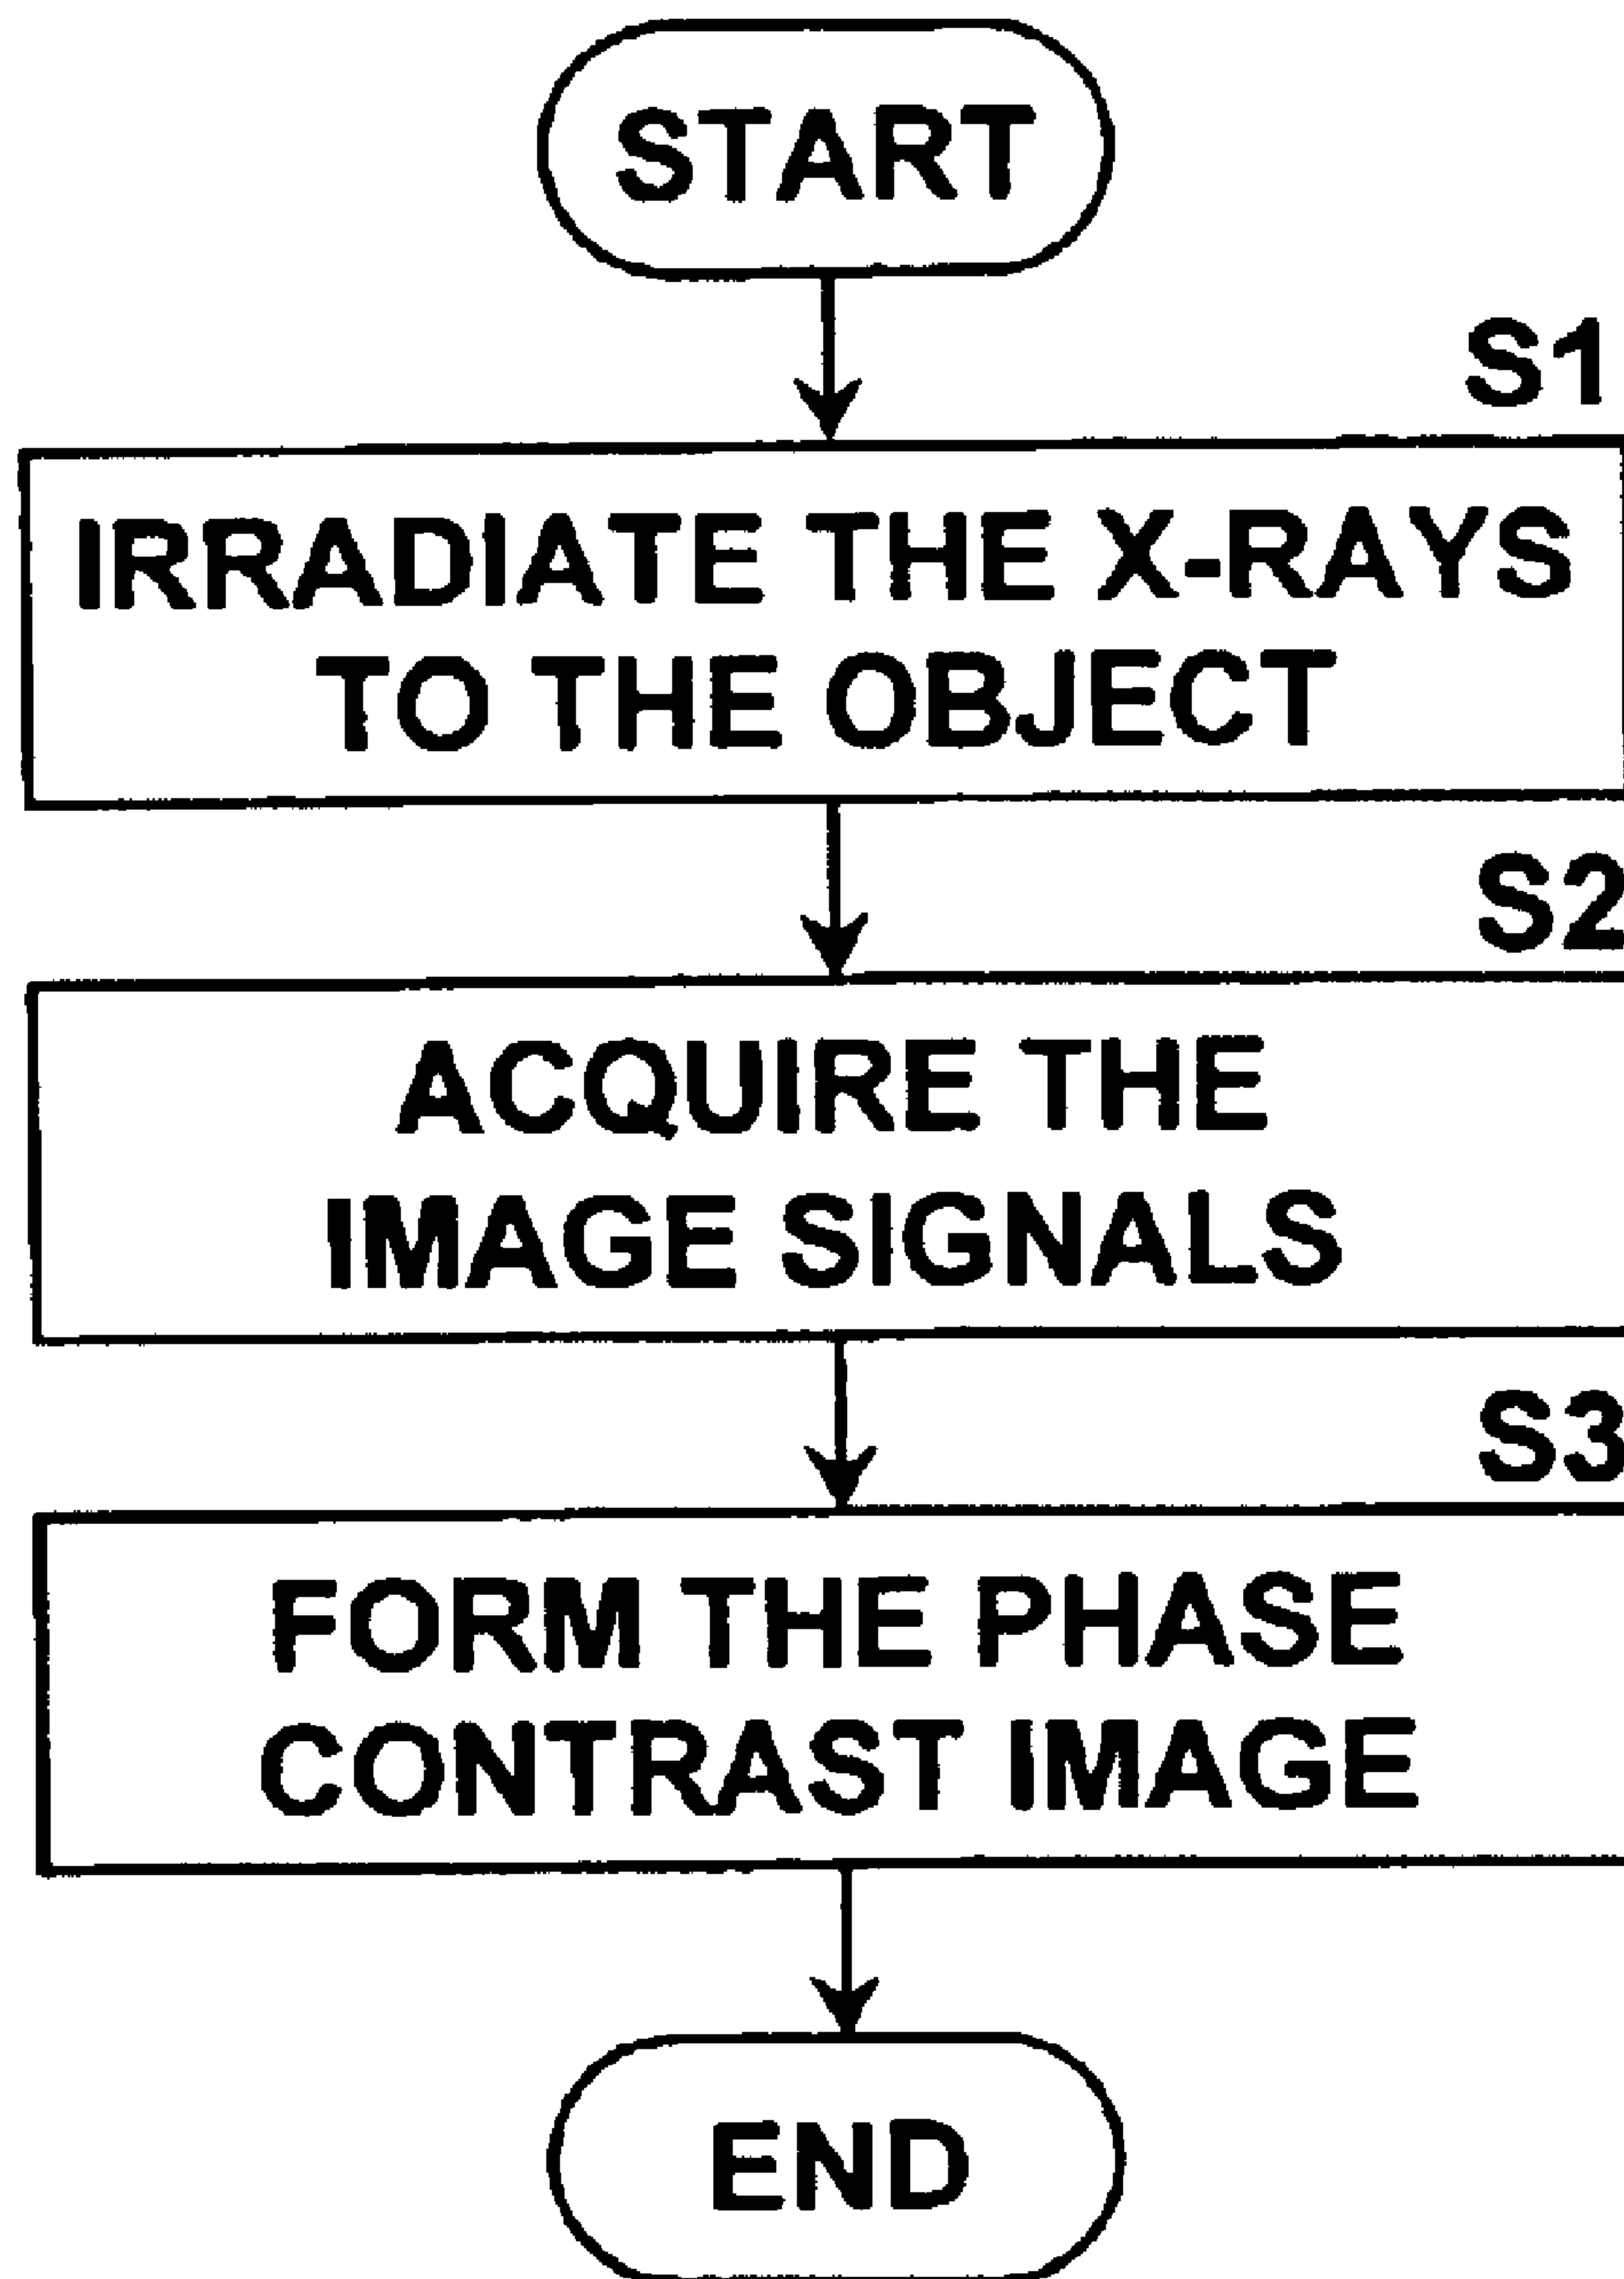 START
S1
IRRADIATE THE X-RAYS
TO THE OBJECT
S2
ACQUIRE THE
IMAGE SIGNALS
S3
FORM THE PHASE
CONTRAST IMAGE
END